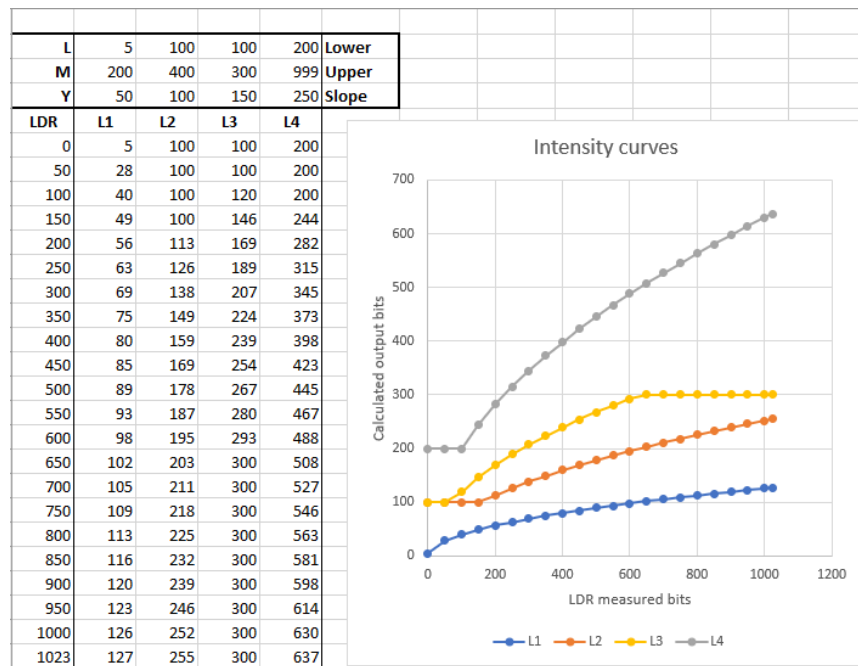 L 5 100 100 200 Lower
M 200 400 300 999 Upper
Y 50 100 150 250 Slope
LDR L1 L2 L3 L4
0 5 100 100 200
50 28 100 100 200
100 40 100 120 200
150 49 100 146 244
200 56 113 169 282
250 63 126 189 315
300 69 138 207 345
350 75 149 224 373
400 80 159 239 398
450 85 169 254 423
500 89 178 267 445
550 93 187 280 467
600 98 195 293 488
650 102 203 300 508
700 105 211 300 527
750 109 218 300 546
800 113 225 300 563
850 116 232 300 581
900 120 239 300 598
950 123 246 300 614
1000 126 252 300 630
1023 127 255 300 637
Intensity curves
Calculated output bits
700
600
500
400
300
200
100
0
0 200 400 600 800 1000 1200
LDR measured bits
L1 L2 L3 L4